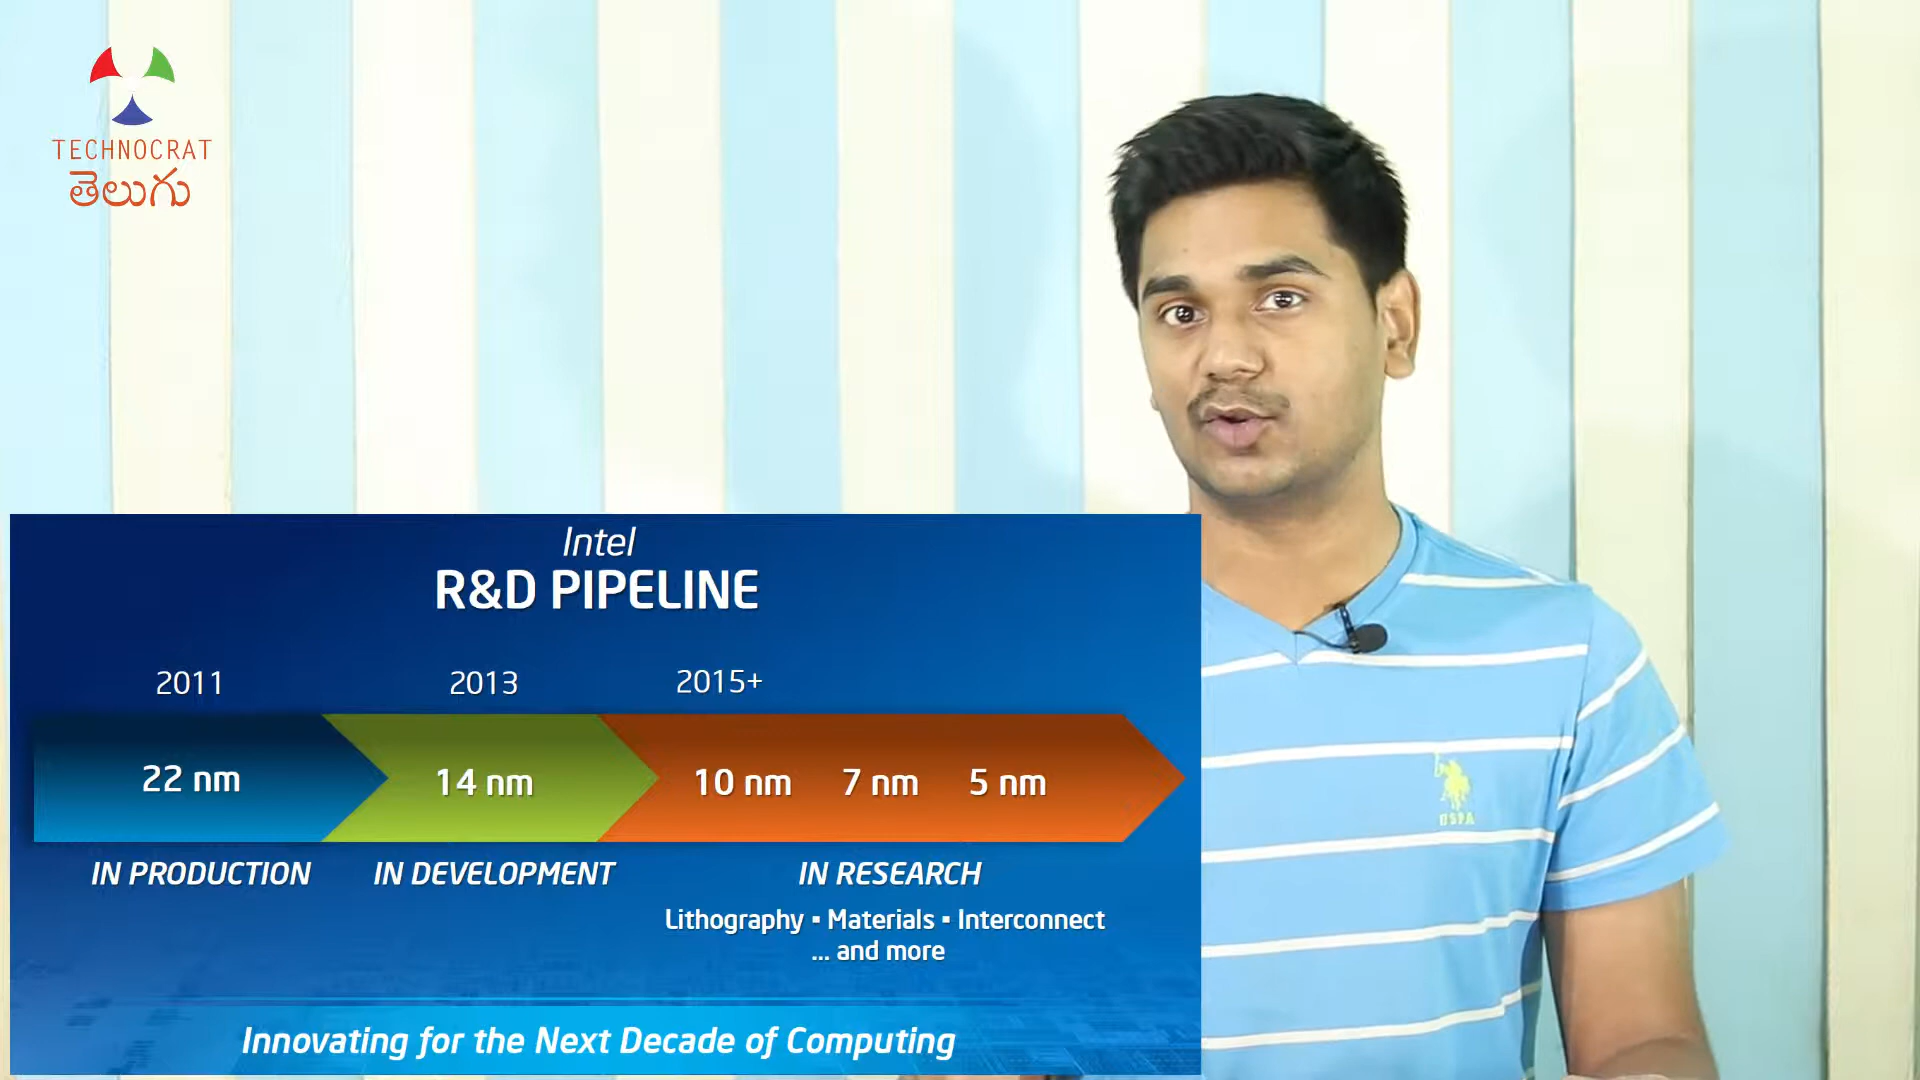 TECHNOCRAT
తెలుగు
Intel
R&D PIPELINE
2011 2013 2015+
22 nm 14 nm 10 nm 7 nm 5 nm
IN PRODUCTION IN DEVELOPMENT IN RESEARCH
Lithography ▪ Materials ▪ Interconnect
... and more
Innovating for the Next Decade of Computing
USPA